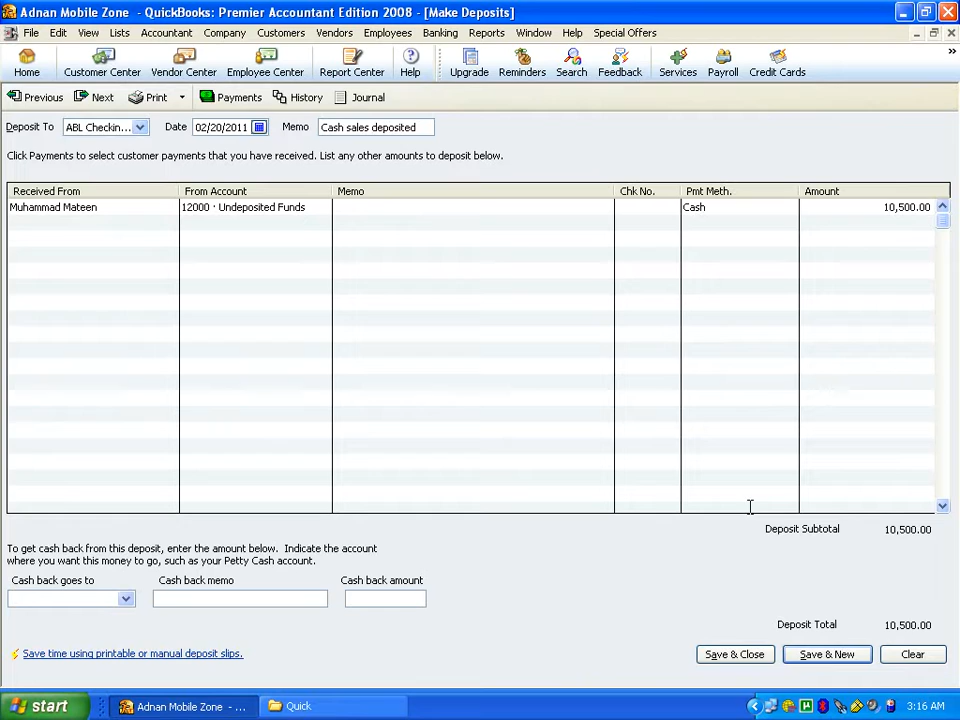 Adnan Mobile Zone - QuickBooks: Premier Accountant Edition 2008 - [Make Deposits]
File Edit View Lists Accountant Company Customers Vendors Employees Banking Reports Window Help Special Offers
Home Customer Center Vendor Center Employee Center Report Center Help Upgrade Reminders Search Feedback Services Payroll Credit Cards
Previous Next Print Payments History Journal
Deposit To ABL Checkin... Date 02/20/2011 Memo Cash sales deposited
Click Payments to select customer payments that you have received. List any other amounts to deposit below.
Received From From Account Memo Chk No. Pmt Meth. Amount
Muhammad Mateen 12000 · Undeposited Funds Cash 10,500.00
Deposit Subtotal 10,500.00
To get cash back from this deposit, enter the amount below. Indicate the account
where you want this money to go, such as your Petty Cash account.
Cash back goes to Cash back memo Cash back amount
Deposit Total 10,500.00
Save time using printable or manual deposit slips.
Save & Close Save & New Clear
start Adnan Mobile Zone - ... Quick 3:16 AM